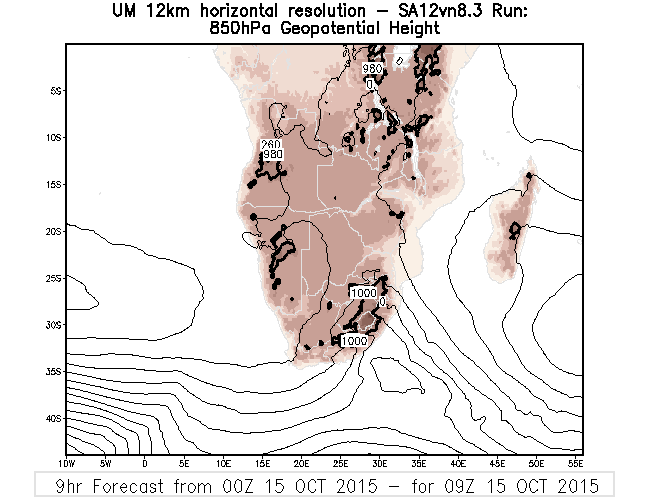 UM 12km horizontal resolution – SA12vn8.3 Run:
850hPa Geopotential Height
5S
10S
15S
20S
25S
30S
35S
40S
980
0.
260
980
1000
0
1000
10W 5W 0 5E 10E 15E 20E 25E 30E 35E 40E 45E 50E 55E
9hr Forecast from 00Z 15 OCT 2015 – for 09Z 15 OCT 2015